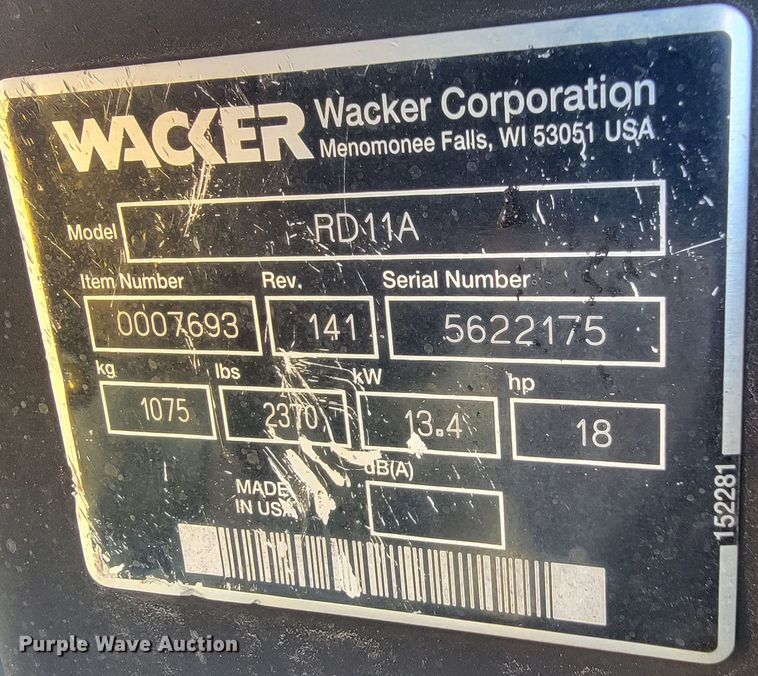 WACKER Wacker Corporation
Menomonee Falls, WI 53051 USA
Model RD11A
Item Number Rev. Serial Number
0007693 141 5622175
kg lbs kW hp
1075 2370 13.4 18
dB(A)
MADE
IN USA
152281
Purple Wave Auction